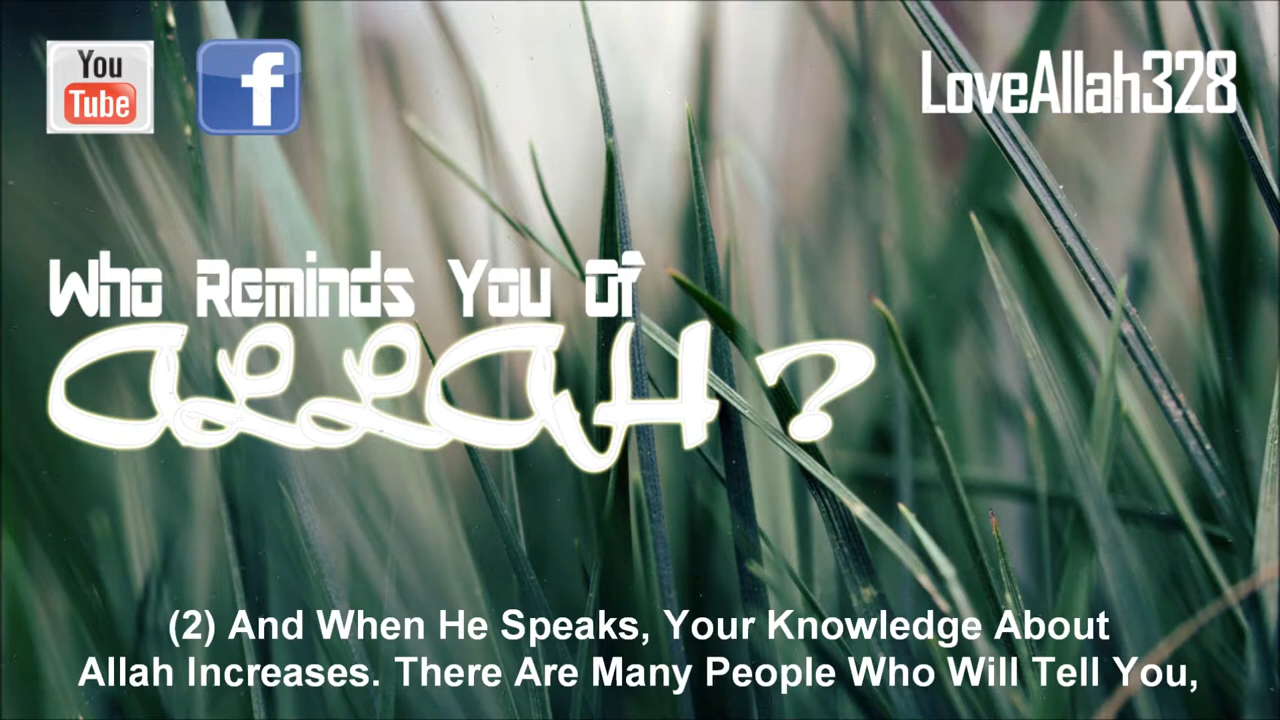 You
Tube
f
LoveAllah328
Who Reminds You Of
ALLAH?
(2) And When He Speaks, Your Knowledge About
Allah Increases. There Are Many People Who Will Tell You,